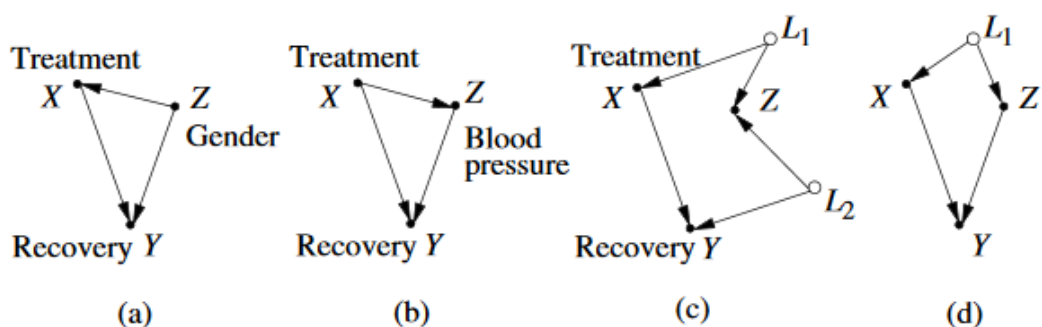 Treatment
X
Z
Gender
Recovery Y
(a)
Treatment
X
Z
Blood
pressure
Recovery Y
(b)
L1
Treatment
X
Z
L2
Recovery Y
(c)
L1
X
Z
Y
(d)